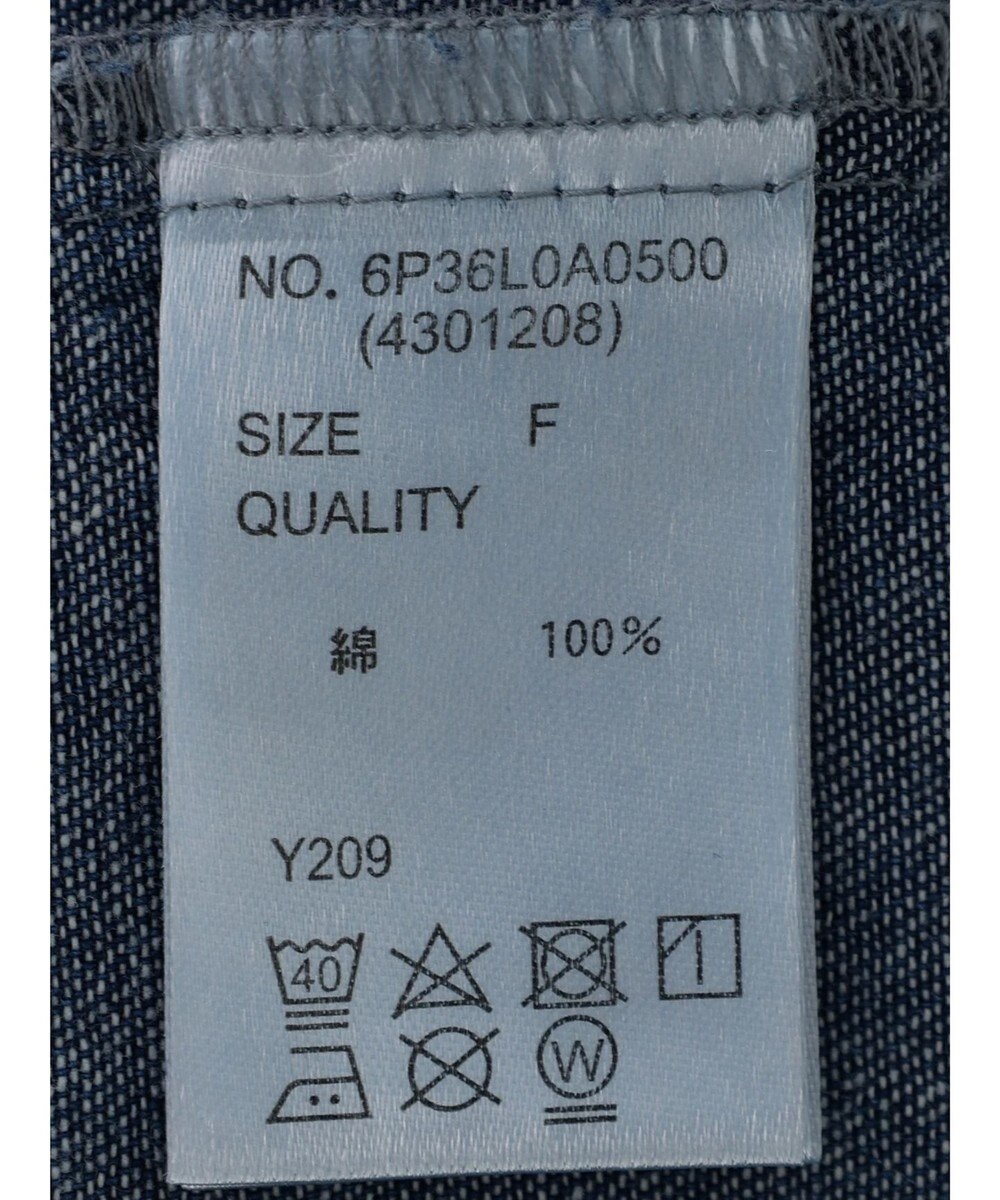 NO. 6P36L0A0500
(4301208)
SIZE F
QUALITY
綿 100%
Y209
40
W